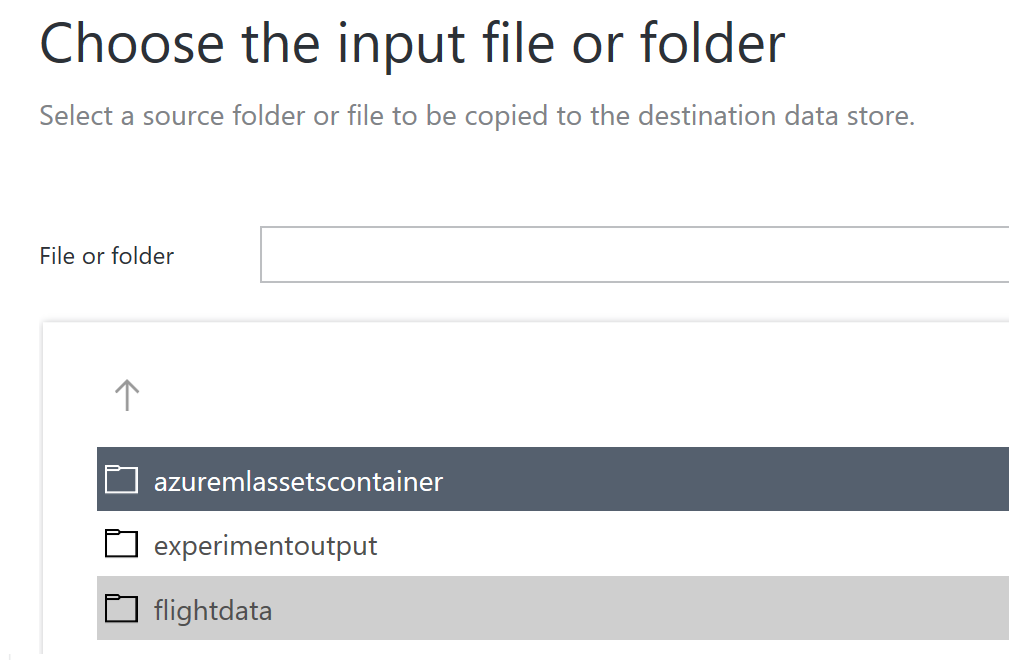 Choose the input file or folder
Select a source folder or file to be copied to the destination data store.
File or folder
azuremlassetscontainer
experimentoutput
flightdata